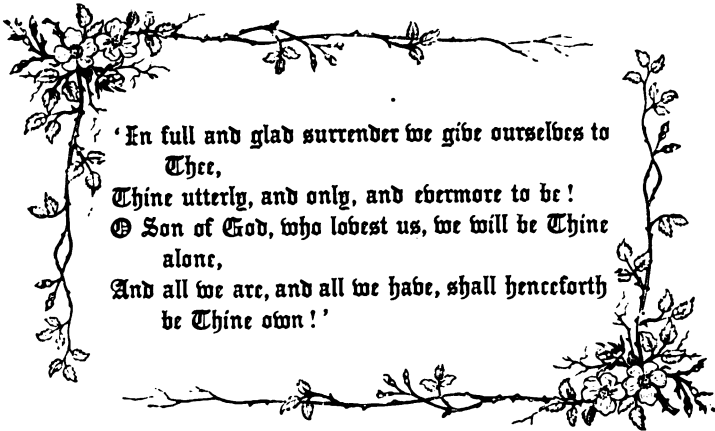 ‘In full and glad surrender we give ourselves to
Thee,
Thine utterly, and only, and evermore to be!
O Son of God, who lovest us, we will be Thine
alone,
And all we are, and all we have, shall henceforth
be Thine own!’